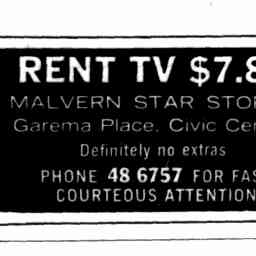 RENT TV $7.8
MALVERN STAR STO
Garema Place, Civic Cen
Definitely no extras
PHONE 48 6757 FOR FAS
COURTEOUS ATTENTION